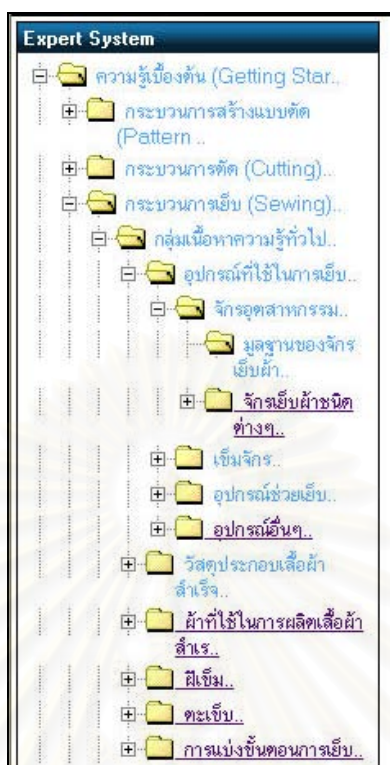 Expert System
ความรู้เบื้องต้น (Getting Star..
กระบวนการสร้างแบบตัด
(Pattern ..
กระบวนการตัด (Cutting)..
กระบวนการเย็บ (Sewing)..
กลุ่มเนื้อหาความรู้ทั่วไป..
อุปกรณ์ที่ใช้ในการเย็บ..
จักรอุตสาหกรรม..
มูลฐานของจักร
เย็บผ้า..
จักรเย็บผ้าชนิด
ต่างๆ..
เข็มจักร..
อุปกรณ์ช่วยเย็บ..
อุปกรณ์อื่นๆ..
วัสดุประกอบเสื้อผ้า
สำเร็จ..
ผ้าที่ใช้ในการผลิตเสื้อผ้า
สำเร..
ฝีเข็ม..
ตะเข็บ..
การแบ่งขั้นตอนการเย็บ..